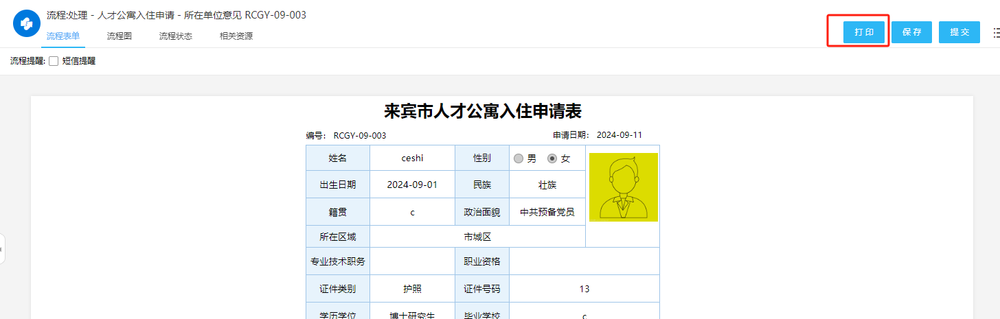 流程:处理 - 人才公寓入住申请 - 所在单位意见 RCGY-09-003
流程表单 流程图 流程状态 相关资源 打印 保存 提交
流程提醒: 短信提醒
来宾市人才公寓入住申请表
编号: RCGY-09-003 申请日期: 2024-09-11
姓名 ceshi 性别 男 女
出生日期 2024-09-01 民族 壮族
籍贯 c 政治面貌 中共预备党员
所在区域 市城区
专业技术职务 职业资格
证件类别 护照 证件号码 13
学历学位 博士研究生 毕业学校 c